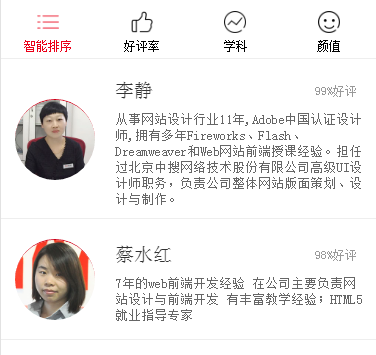 智能排序 好评率 学科 颜值
李静 99%好评
从事网站设计行业11年,Adobe中国认证设计
师,拥有多年Fireworks、Flash、
Dreamweaver和Web网站前端授课经验。担任
过北京中搜网络技术股份有限公司高级UI设
计师职务，负责公司整体网站版面策划、设
计与制作。
蔡水红 98%好评
7年的web前端开发经验 在公司主要负责网
站设计与前端开发 有丰富教学经验；HTML5
就业指导专家